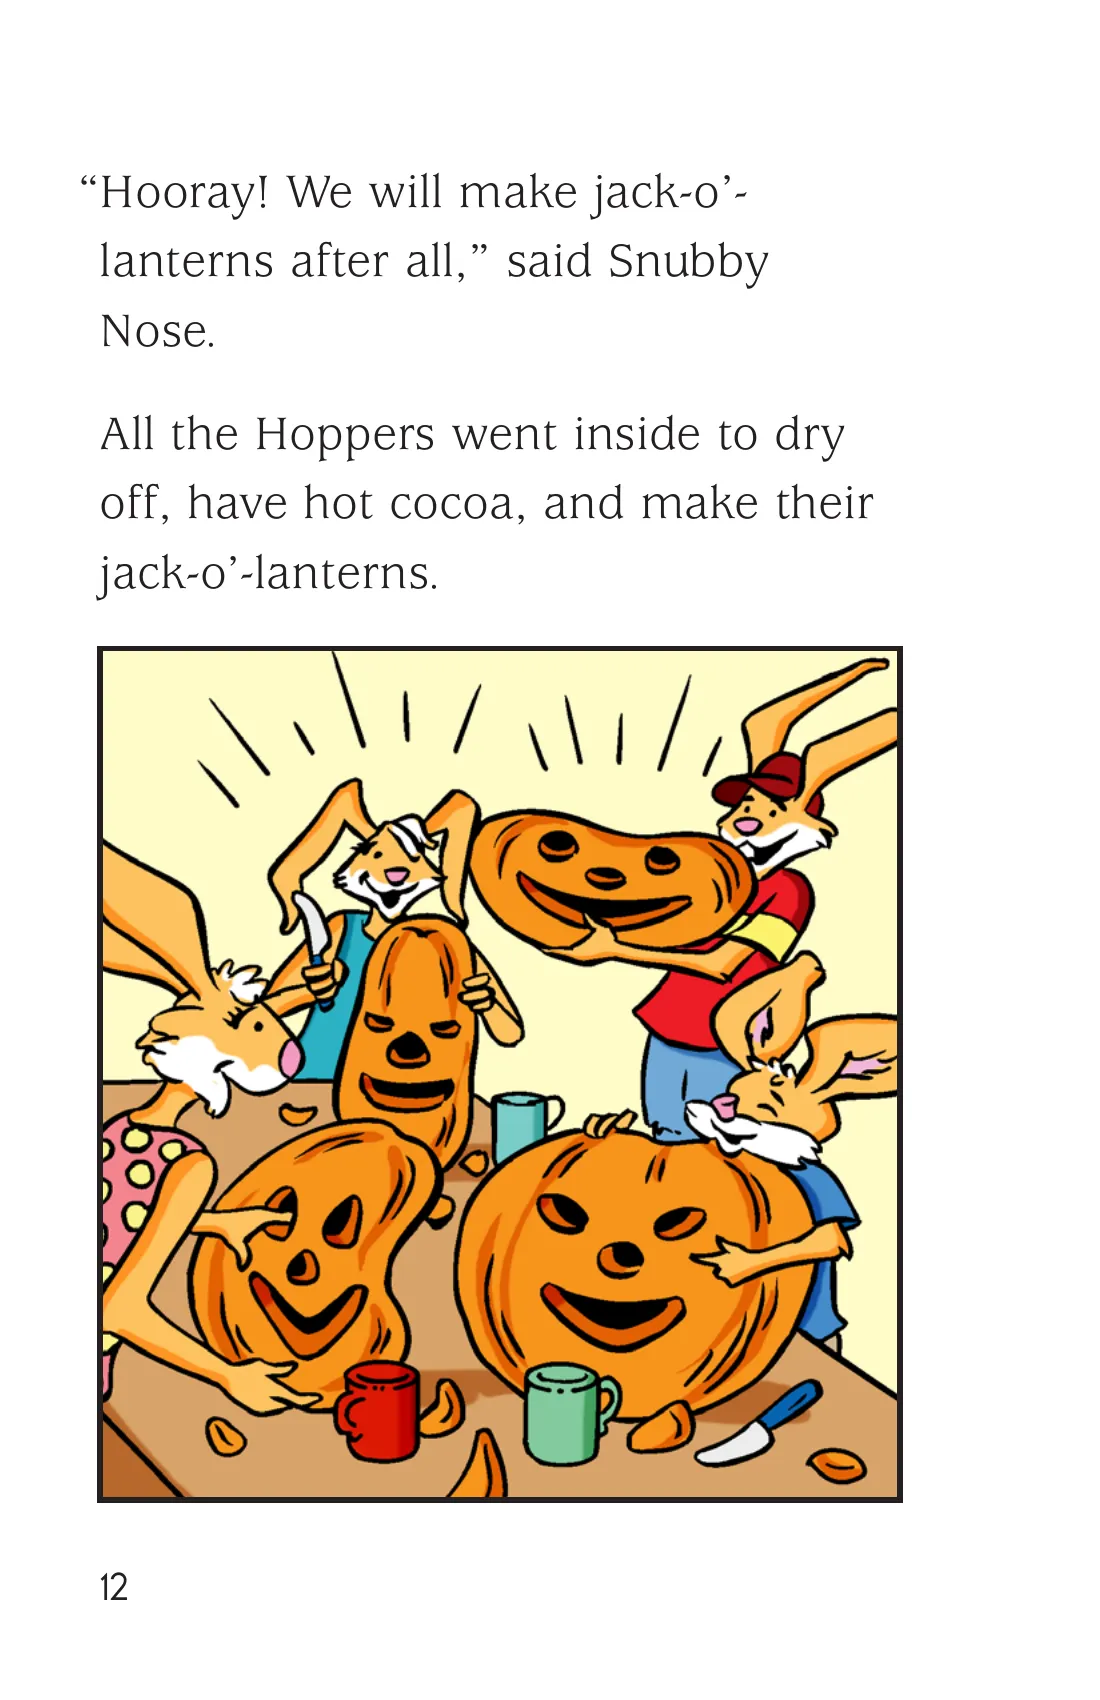 “Hooray! We will make jack-o’-
lanterns after all,” said Snubby
Nose.
All the Hoppers went inside to dry
off, have hot cocoa, and make their
jack-o’-lanterns.
12